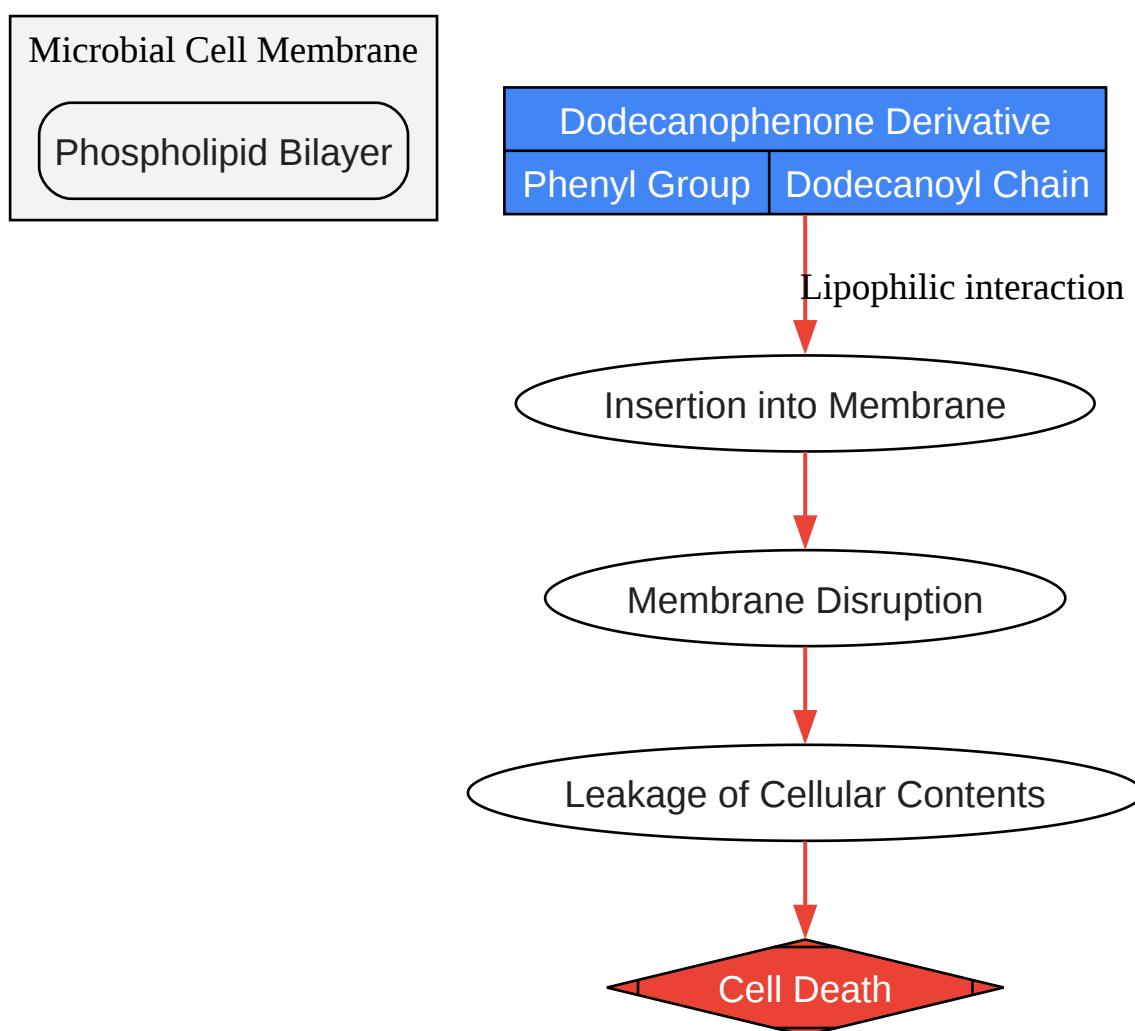 Microbial Cell Membrane
Phospholipid Bilayer
Dodecanophenone Derivative
Phenyl Group
Dodecanoyl Chain
Lipophilic interaction
Insertion into Membrane
Membrane Disruption
Leakage of Cellular Contents
Cell Death